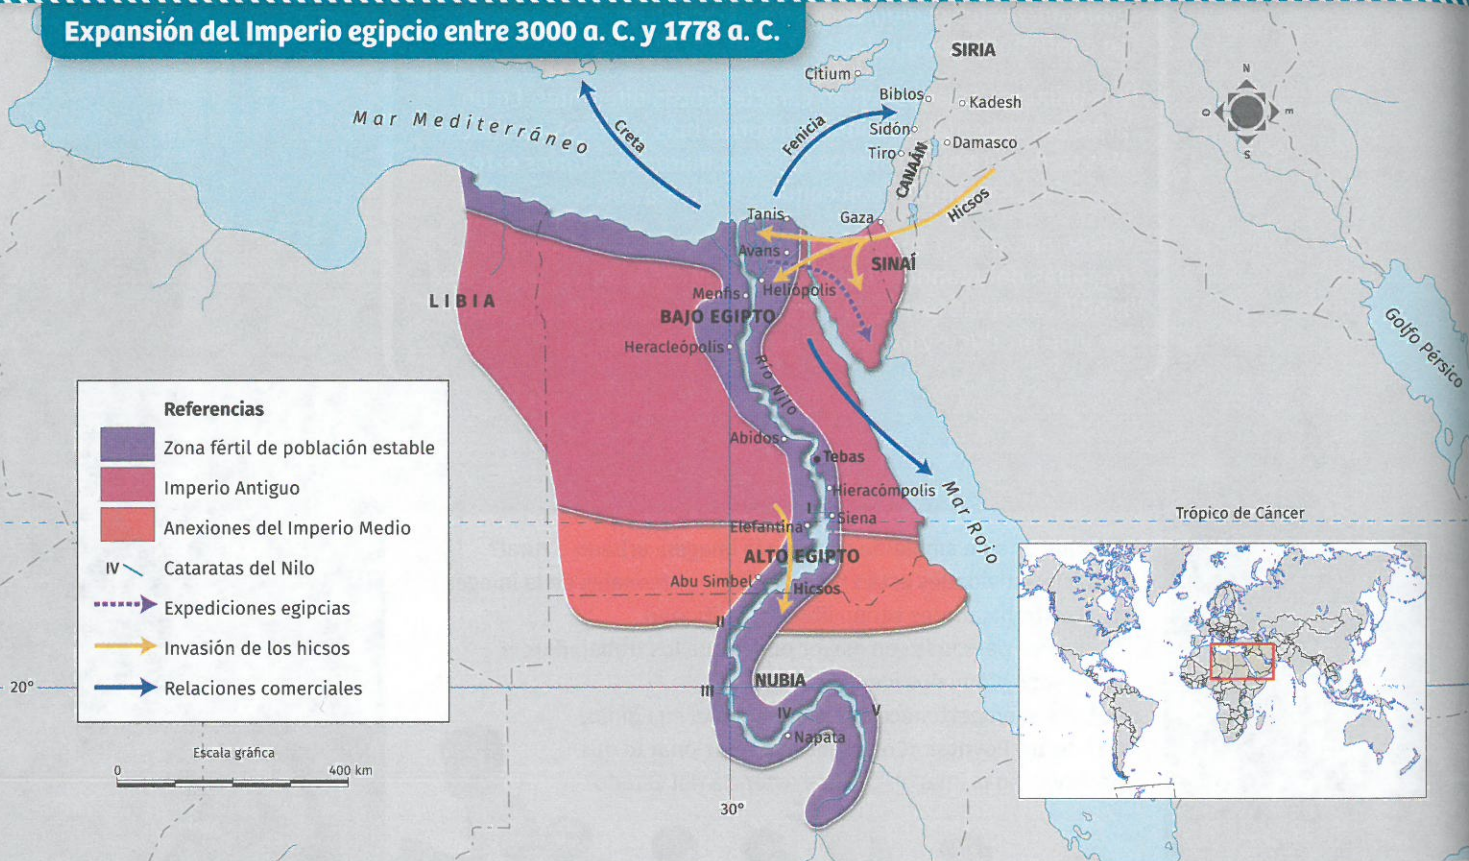 Expansión del Imperio egipcio entre 3000 a. C. y 1778 a. C.
SIRIA
Citium
Biblos
Kadesh
Sidón
Damasco
Tiro
CANAÁN
Mar Mediterráneo
Creta
Fenicia
Hicsos
N
O
E
S
Tanis
Gaza
Avans
SINAÍ
Menfis
Heliópolis
BAJO EGIPTO
Heracleópolis
LIBIA
Río Nilo
Golfo Pérsico
Abidos
Tebas
Hieracómpolis
I
Siena
Elefantina
Mar Rojo
Trópico de Cáncer
ALTO EGIPTO
Abu Simbel
Hicsos
II
III
NUBIA
IV
V
Napata
Referencias
Zona fértil de población estable
Imperio Antiguo
Anexiones del Imperio Medio
IV Cataratas del Nilo
Expediciones egipcias
Invasión de los hicsos
Relaciones comerciales
20°
Escala gráfica
0 400 km
30°